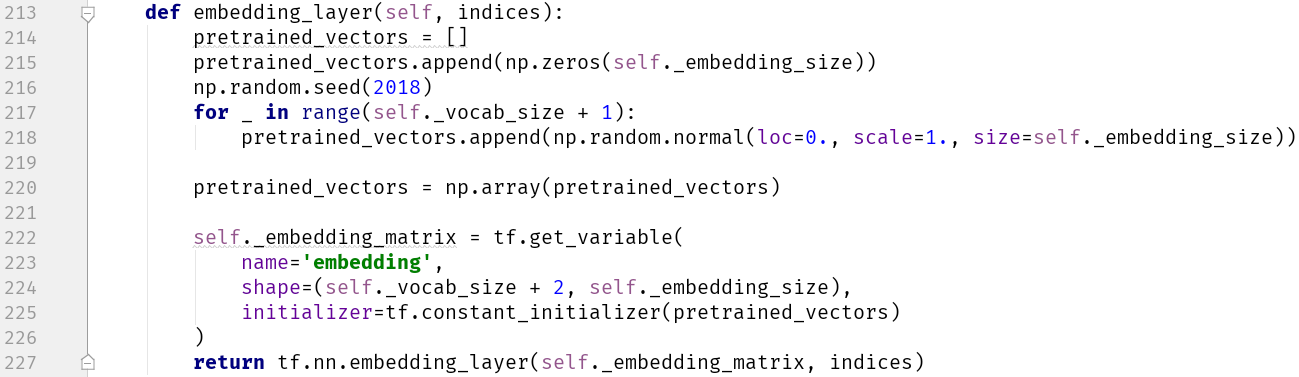 213 def embedding_layer(self, indices):
214 pretrained_vectors = []
215 pretrained_vectors.append(np.zeros(self._embedding_size))
216 np.random.seed(2018)
217 for _ in range(self._vocab_size + 1):
218 pretrained_vectors.append(np.random.normal(loc=0., scale=1., size=self._embedding_size))
219
220 pretrained_vectors = np.array(pretrained_vectors)
221
222 self._embedding_matrix = tf.get_variable(
223 name='embedding',
224 shape=(self._vocab_size + 2, self._embedding_size),
225 initializer=tf.constant_initializer(pretrained_vectors)
226 )
227 return tf.nn.embedding_layer(self._embedding_matrix, indices)